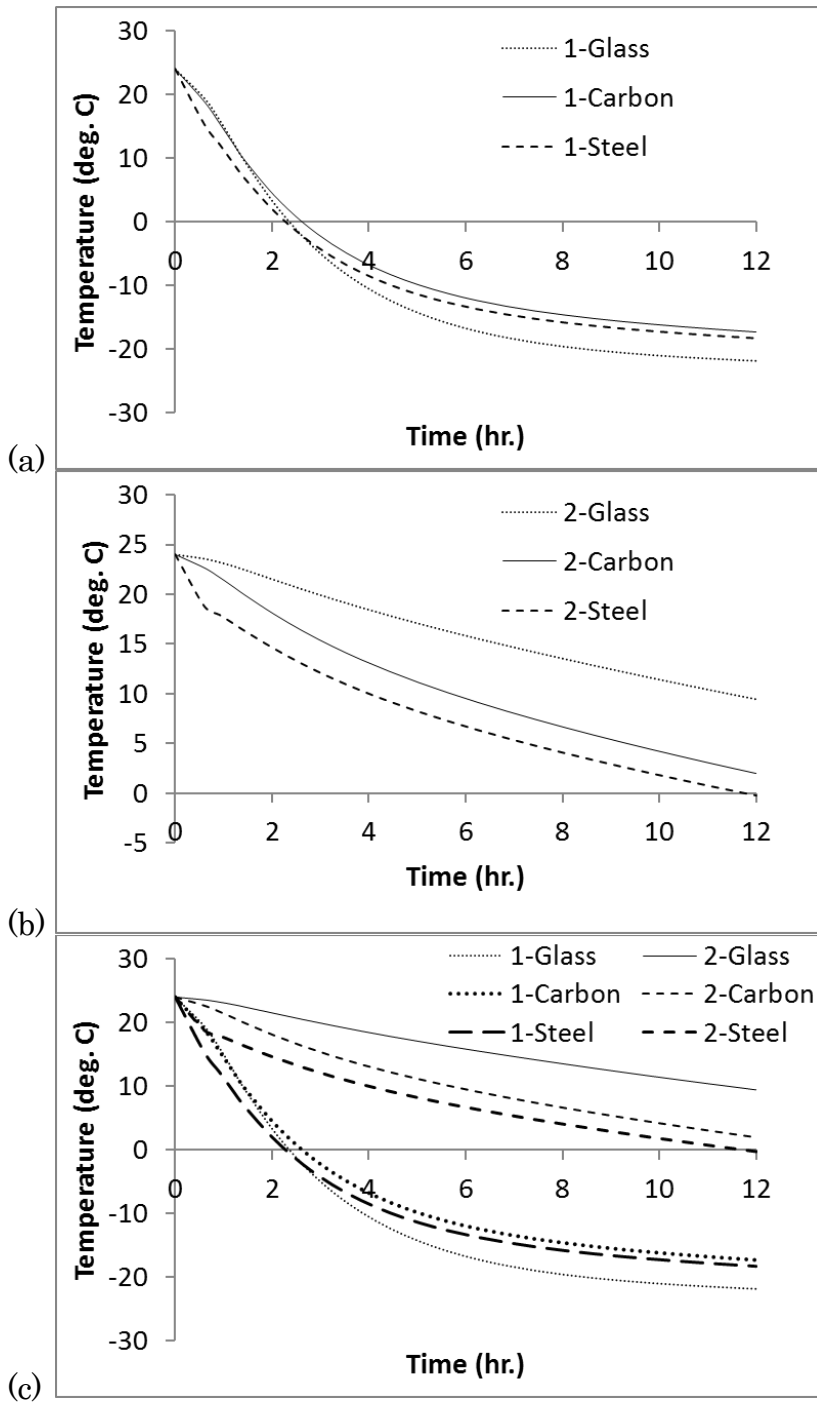 30
20
10
0
-10
-20
-30
Temperature (deg. C)
0 2 4 6 8 10 12
Time (hr.)
1-Glass
1-Carbon
1-Steel
(a)
30
25
20
15
10
5
0
-5
Temperature (deg. C)
0 2 4 6 8 10 12
Time (hr.)
2-Glass
2-Carbon
2-Steel
(b)
30
20
10
0
-10
-20
-30
Temperature (deg. C)
0 2 4 6 8 10 12
Time (hr.)
1-Glass 2-Glass
1-Carbon 2-Carbon
1-Steel 2-Steel
(c)